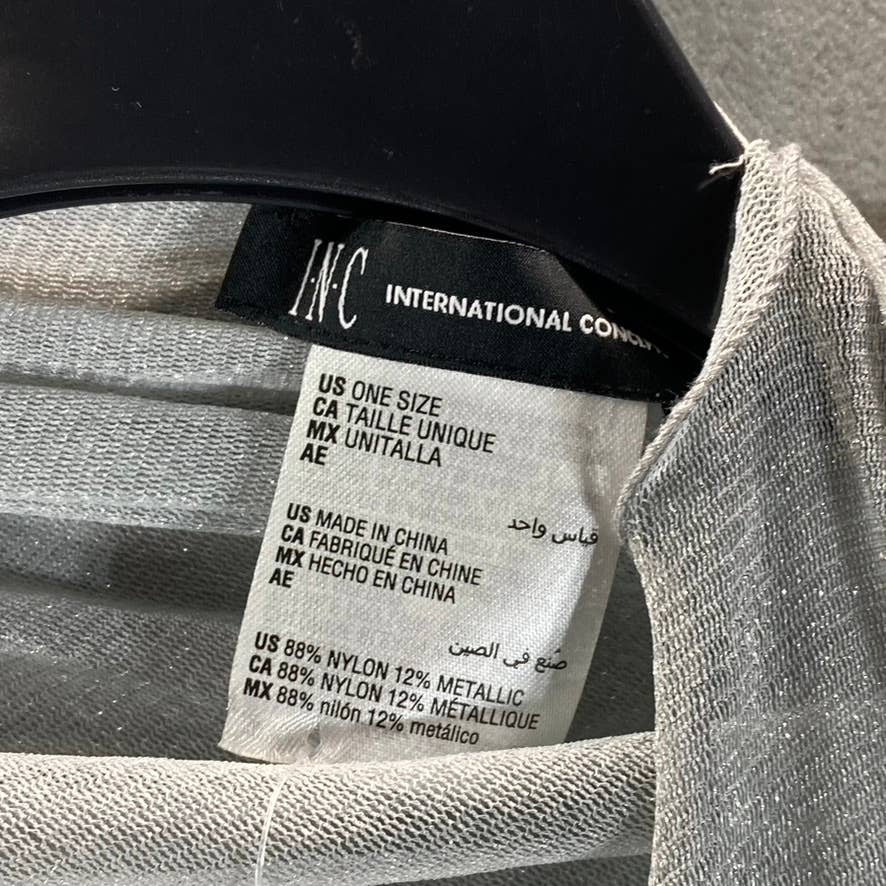 I·N·C INTERNATIONAL
US ONE SIZE
CA TAILLE UNIQUE
MX UNITALLA
AE
قياس واحد
US MADE IN CHINA
CA FABRIQUÉ EN CHINE
MX HECHO EN CHINA
AE
صُنع في الصين
US 88% NYLON 12% METALLIC
CA 88% NYLON 12% MÉTALLIQUE
MX 88% nilón 12% metálico